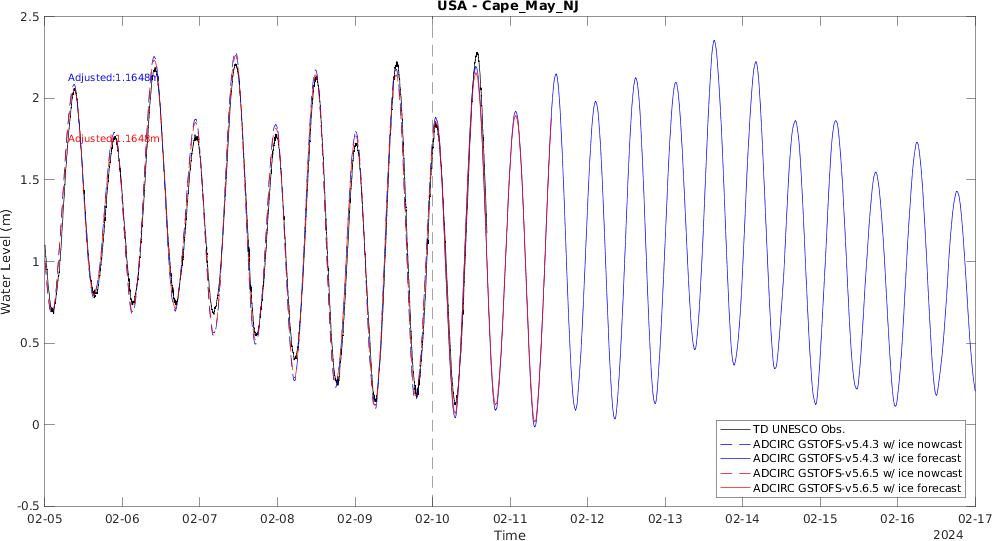 USA - Cape_May_NJ
2.5
2
1.5
1
0.5
0
-0.5
Water Level (m)
Adjusted:1.1648m
Adjusted:1.1648m
TD UNESCO Obs.
ADCIRC GSTOFS-v5.4.3 w/ ice nowcast
ADCIRC GSTOFS-v5.4.3 w/ ice forecast
ADCIRC GSTOFS-v5.6.5 w/ ice nowcast
ADCIRC GSTOFS-v5.6.5 w/ ice forecast
02-05 02-06 02-07 02-08 02-09 02-10 02-11 02-12 02-13 02-14 02-15 02-16 02-17
Time
2024